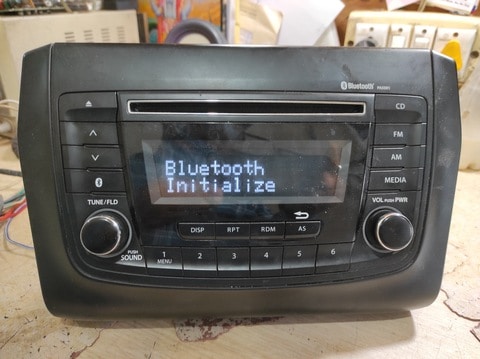 Bluetooth
CD
FM
AM
MEDIA
Bluetooth
Initialize
TUNE/FLD
VOL PUSH PWR
DISP
RPT
RDM
AS
PUSH
SOUND
1
MENU
2
3
4
5
6